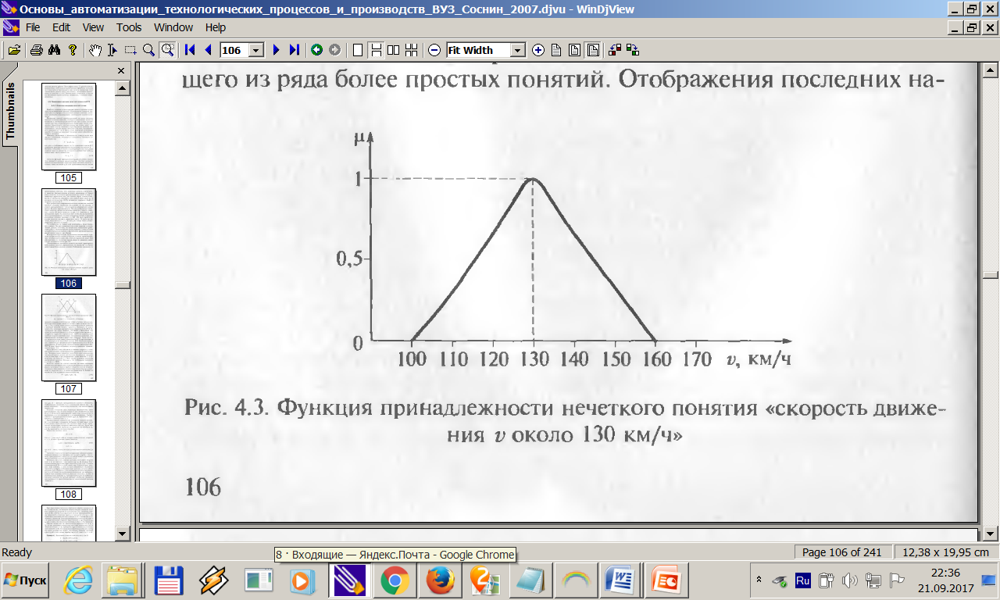 Основы_автоматизации_технологических_процессов_и_производств_ВУЗ_Соснин_2007.djvu - WinDjView
File Edit View Tools Window Help
106 Fit Width
Thumbnails
105
106
107
108
щего из ряда более простых понятий. Отображения последних на-
μ
1
0,5
0
100 110 120 130 140 150 160 170 v, км/ч
Рис. 4.3. Функция принадлежности нечеткого понятия «скорость движе-
ния v около 130 км/ч»
106
Ready
8 · Входящие — Яндекс.Почта - Google Chrome
Page 106 of 241 12,38 x 19,95 cm
Пуск
Ru
22:36
21.09.2017